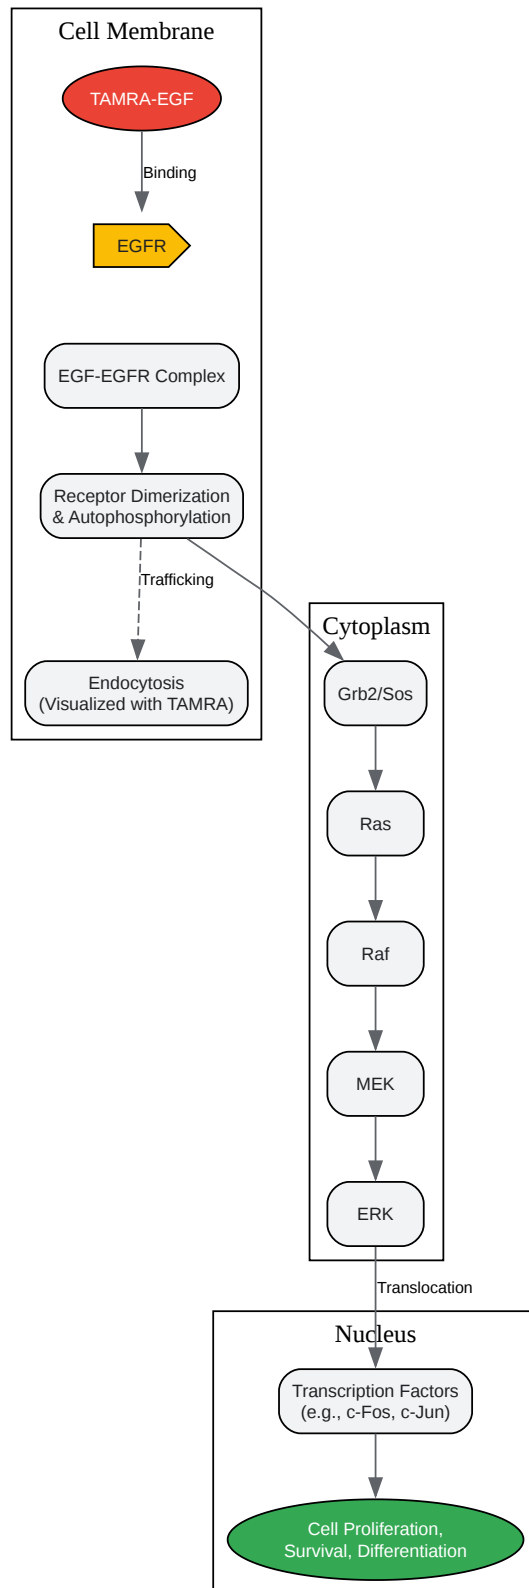 Cell Membrane
TAMRA-EGF
Binding
EGFR
EGF-EGFR Complex
Receptor Dimerization
& Autophosphorylation
Trafficking
Endocytosis
(Visualized with TAMRA)
Cytoplasm
Grb2/Sos
Ras
Raf
MEK
ERK
Translocation
Nucleus
Transcription Factors
(e.g., c-Fos, c-Jun)
Cell Proliferation,
Survival, Differentiation